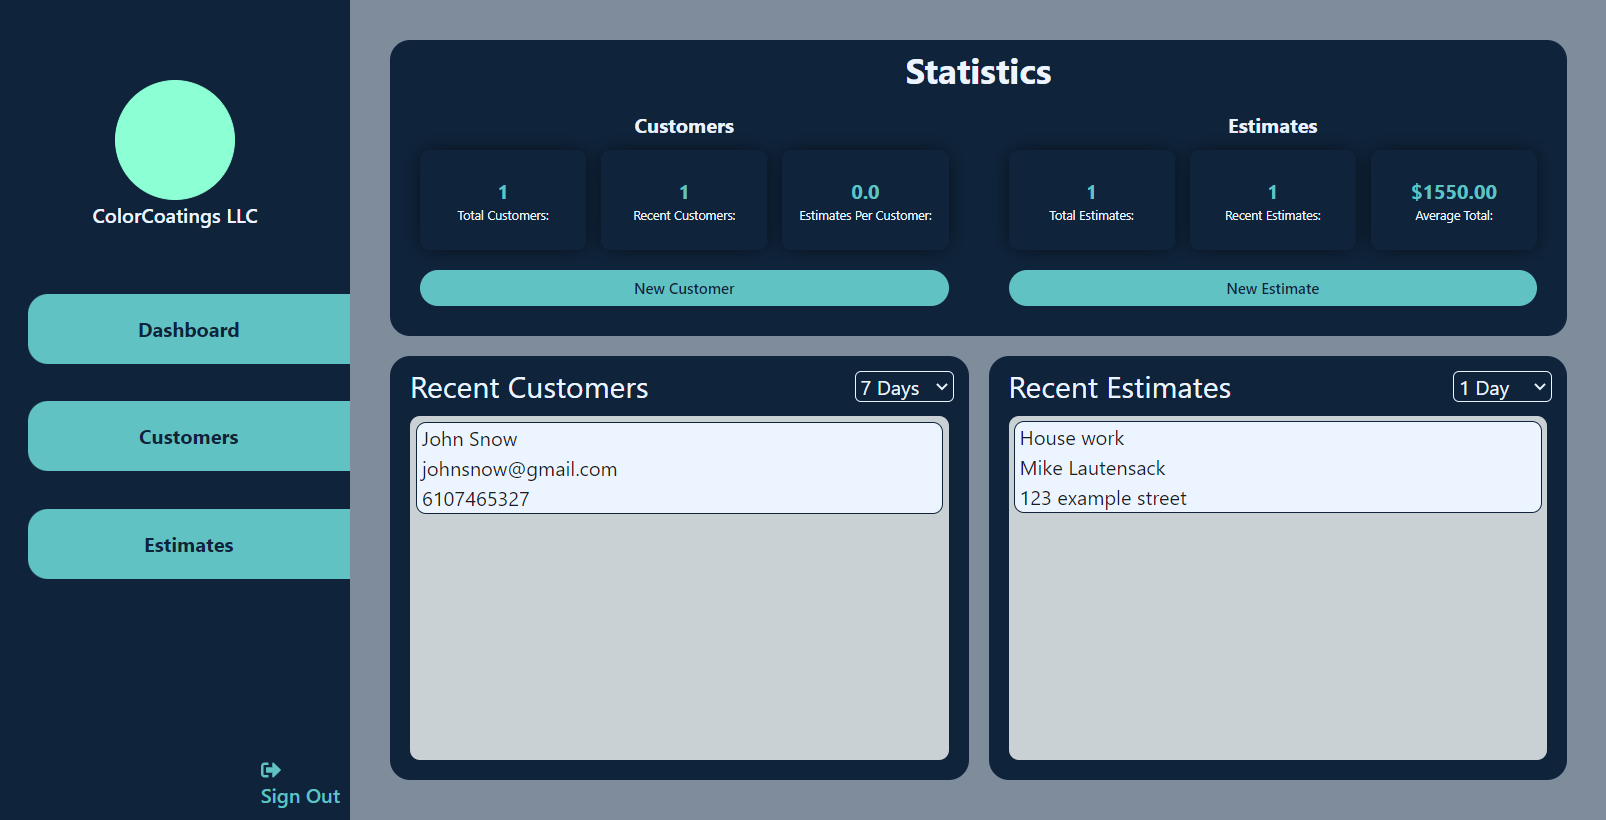 ColorCoatings LLC
Dashboard
Customers
Estimates
Sign Out
Statistics
Customers
1
Total Customers:
1
Recent Customers:
0.0
Estimates Per Customer:
New Customer
Estimates
1
Total Estimates:
1
Recent Estimates:
$1550.00
Average Total:
New Estimate
Recent Customers
7 Days
John Snow
johnsnow@gmail.com
6107465327
Recent Estimates
1 Day
House work
Mike Lautensack
123 example street